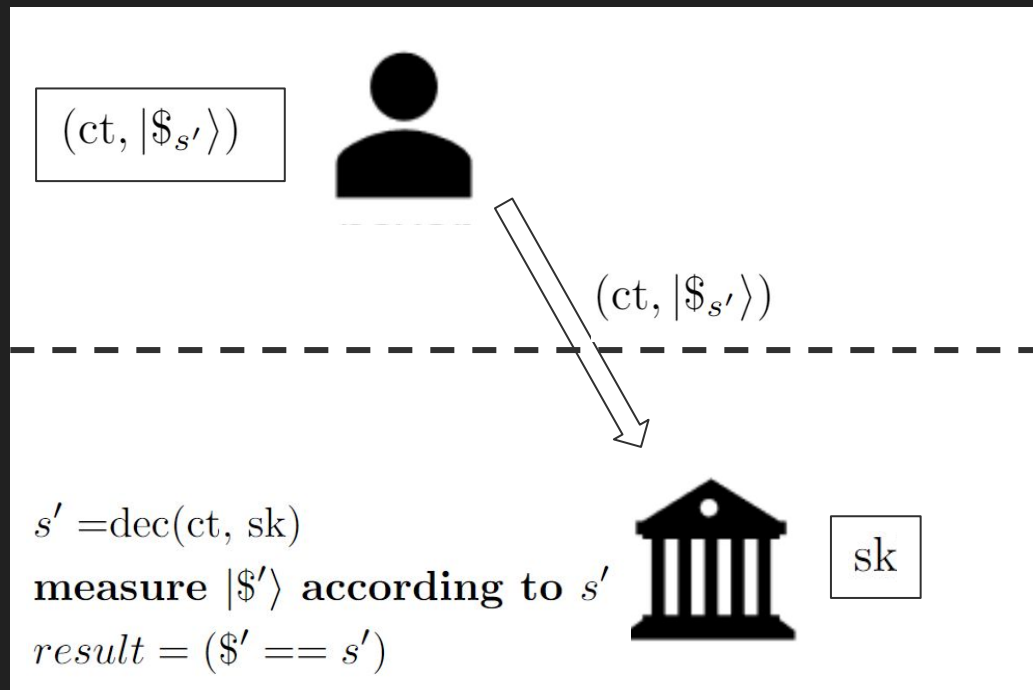 (ct, |$ₛ′⟩)
(ct, |$ₛ′⟩)
s′ =dec(ct, sk)
measure |$′⟩ according to s′
result = ($′ == s′)
sk